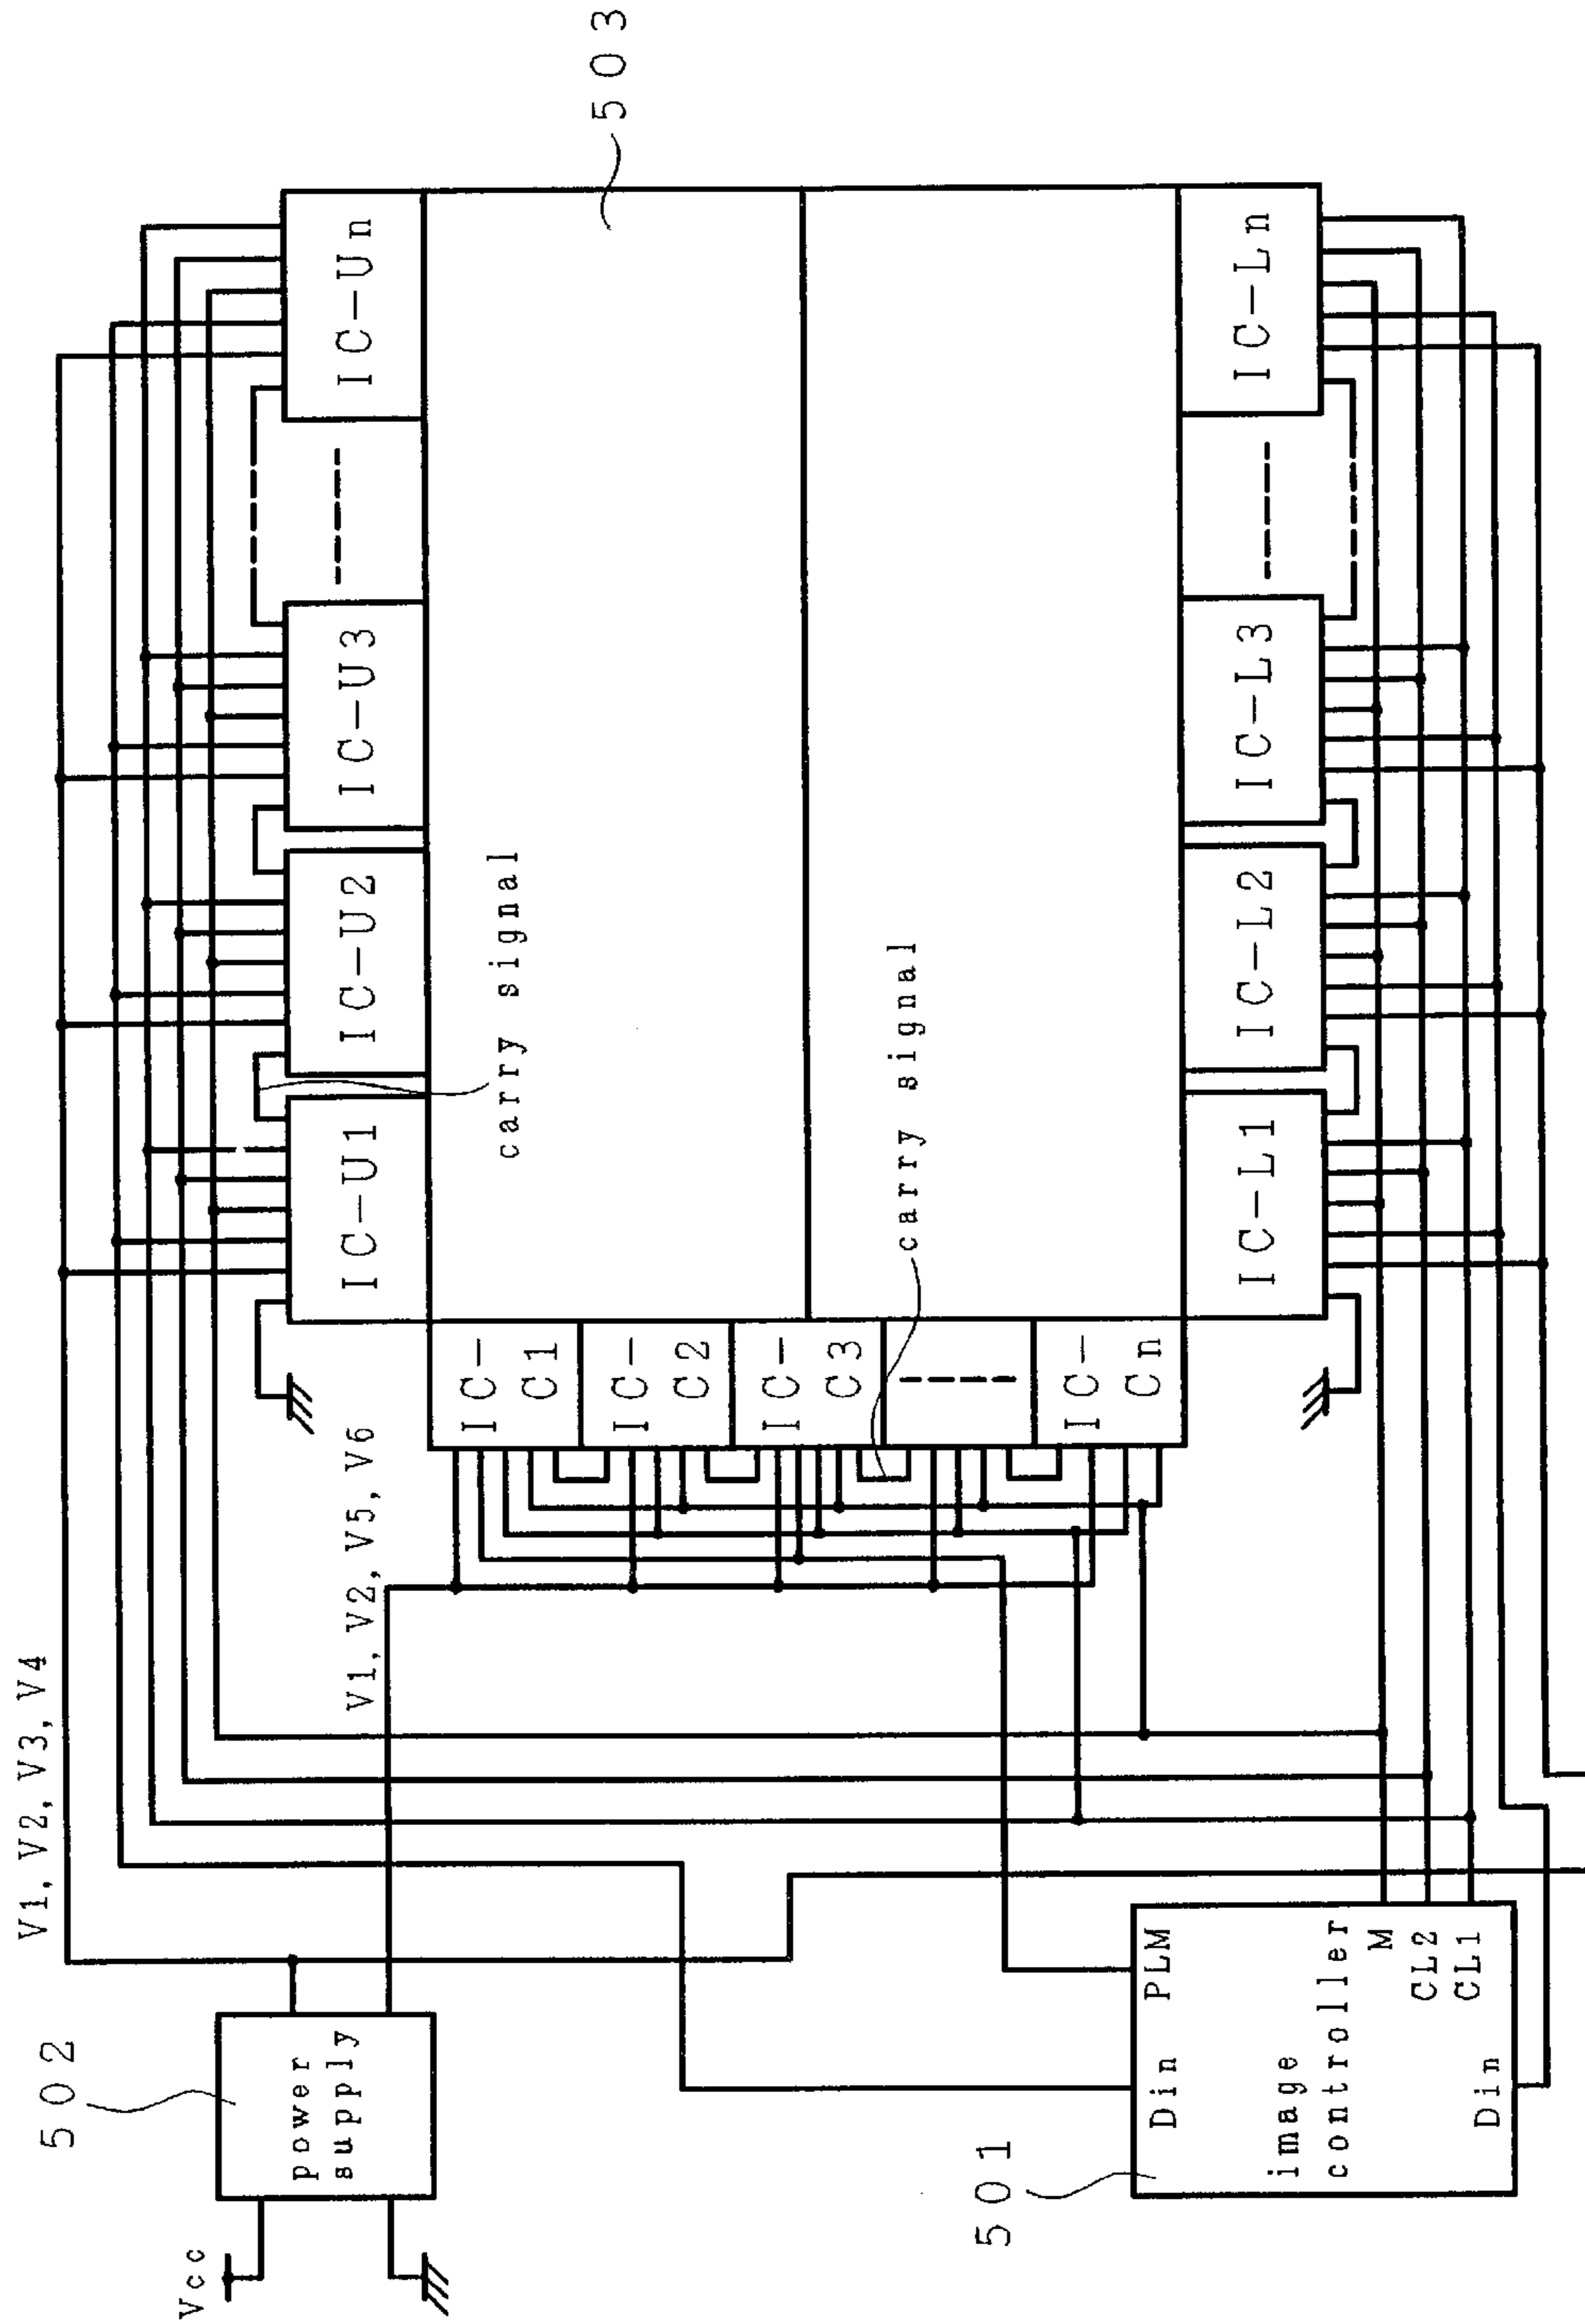 503
IC-U1
IC-U2
IC-U3
IC-Un
carry signal
carry signal
IC-
C1
IC-
C2
IC-
C3
IC-
Cn
IC-L1
IC-L2
IC-L3
IC-Ln
V1, V2, V3, V4
V1, V2, V5, V6
502
power
supply
Vcc
501
Din
PLM
image
controller
M
CL2
CL1
Din